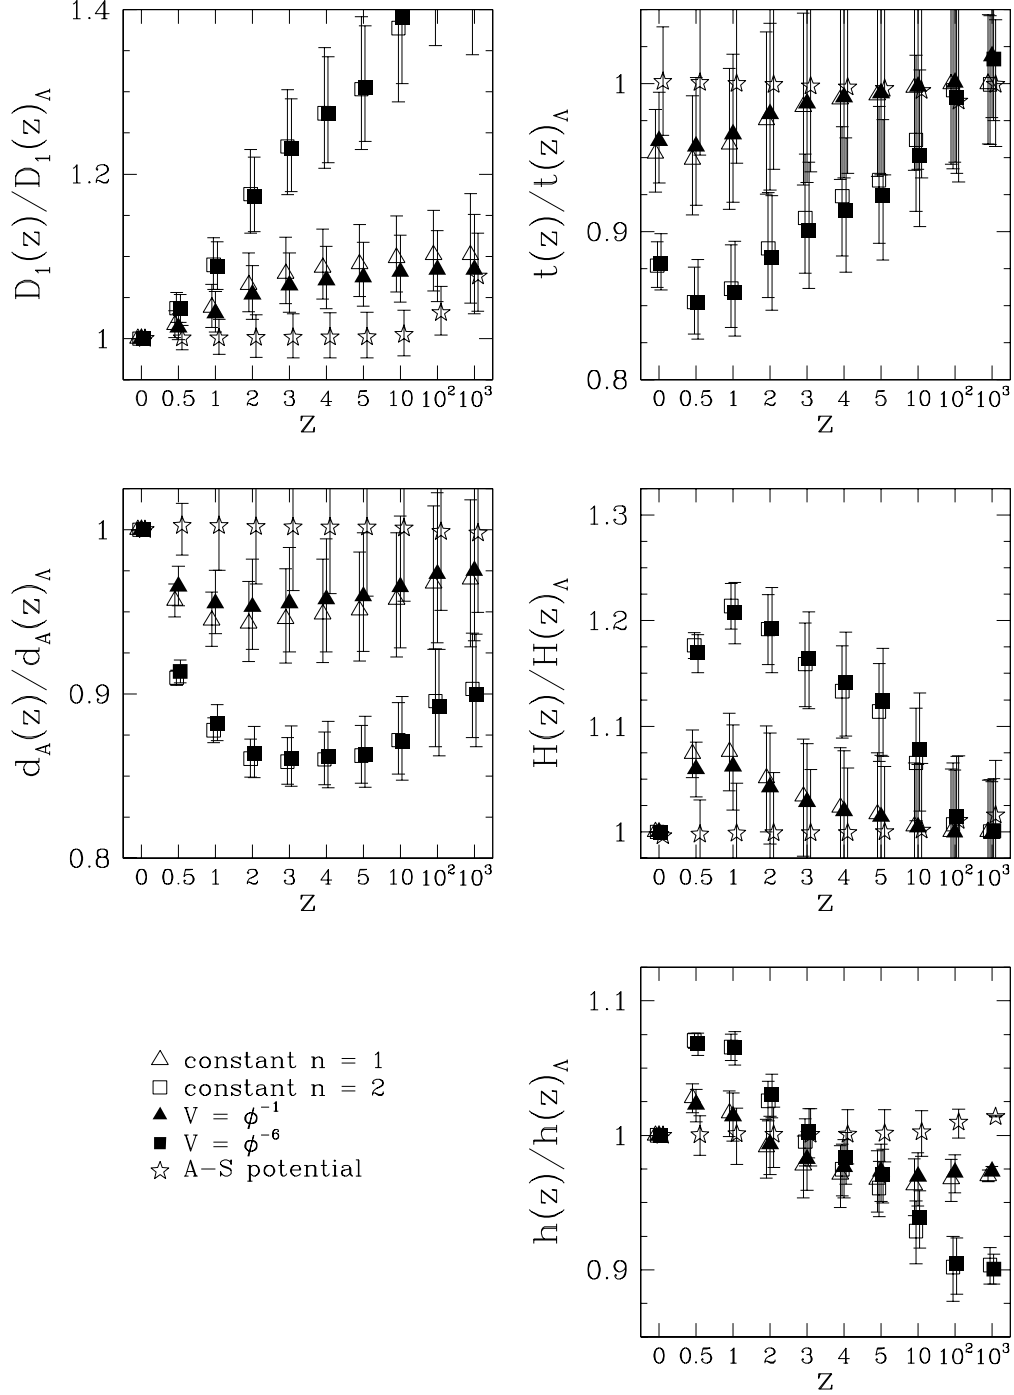 D₁(z)/D₁(z)_Λ
1.4
1.2
1
0 0.5 1 2 3 4 5 10 10² 10³
z
t(z)/t(z)_Λ
1
0.9
0.8
0 0.5 1 2 3 4 5 10 10² 10³
z
d_A(z)/d_A(z)_Λ
1
0.9
0.8
0 0.5 1 2 3 4 5 10 10² 10³
z
H(z)/H(z)_Λ
1.3
1.2
1.1
1
0 0.5 1 2 3 4 5 10 10² 10³
z
h(z)/h(z)_Λ
1.1
1
0.9
0 0.5 1 2 3 4 5 10 10² 10³
z
constant n = 1
constant n = 2
V = ϕ⁻¹
V = ϕ⁻⁶
A-S potential